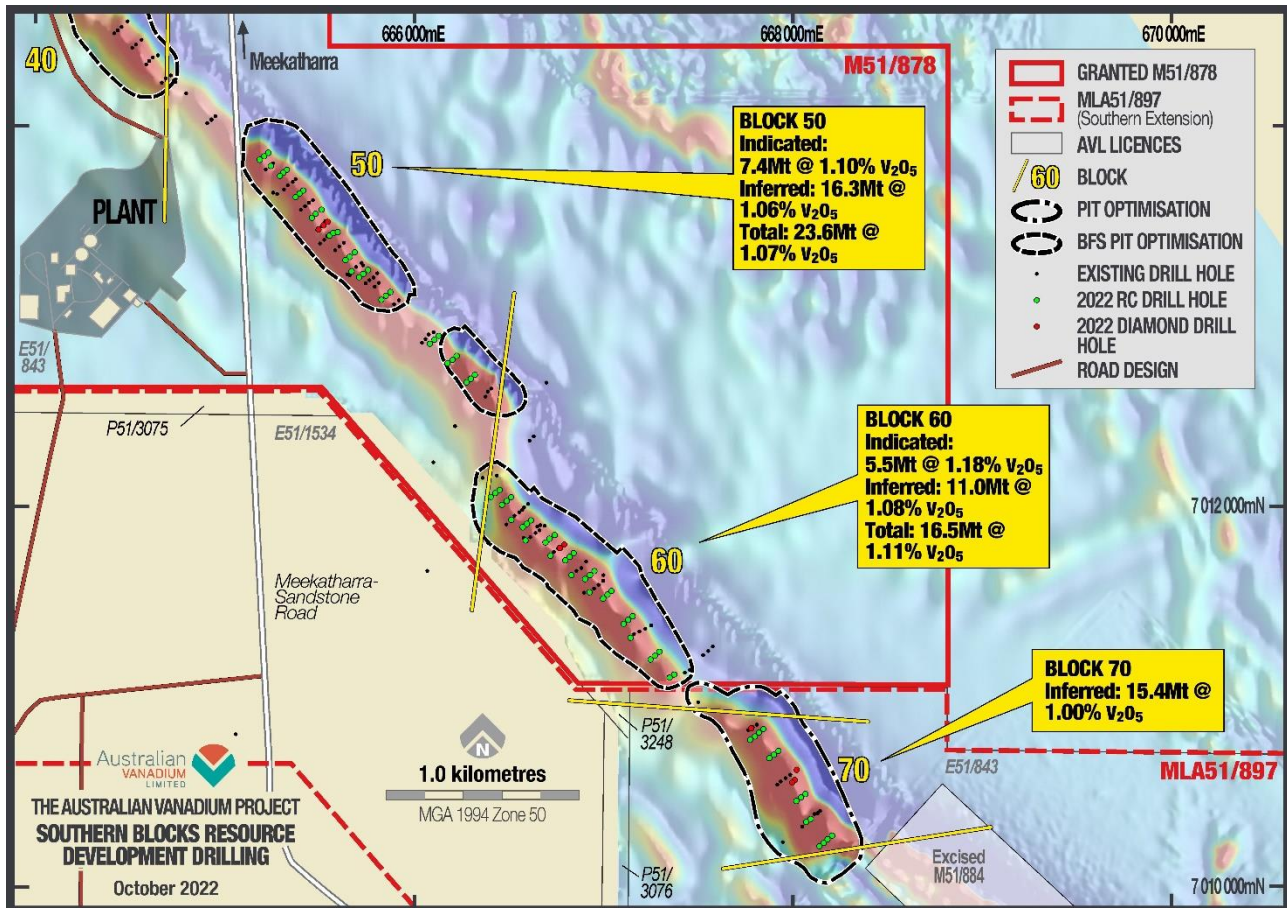 666 000mE
668 000mE
670 000mE
40
Meekatharra
M51/878
GRANTED M51/878
MLA51/897
(Southern Extension)
AVL LICENCES
60 BLOCK
PIT OPTIMISATION
BFS PIT OPTIMISATION
EXISTING DRILL HOLE
2022 RC DRILL HOLE
2022 DIAMOND DRILL
HOLE
ROAD DESIGN
BLOCK 50
Indicated:
7.4Mt @ 1.10% V₂O₅
Inferred: 16.3Mt @
1.06% V₂O₅
Total: 23.6Mt @
1.07% V₂O₅
50
PLANT
E51/
843
P51/3075
E51/1534
BLOCK 60
Indicated:
5.5Mt @ 1.18% V₂O₅
Inferred: 11.0Mt @
1.08% V₂O₅
Total: 16.5Mt @
1.11% V₂O₅
7 012 000mN
60
Meekatharra-
Sandstone
Road
BLOCK 70
Inferred: 15.4Mt @
1.00% V₂O₅
P51/
3248
70
E51/843
MLA51/897
N
1.0 kilometres
MGA 1994 Zone 50
Australian
VANADIUM
LIMITED
THE AUSTRALIAN VANADIUM PROJECT
SOUTHERN BLOCKS RESOURCE
DEVELOPMENT DRILLING
October 2022
P51/
3076
Excised
M51/884
7 010 000mN